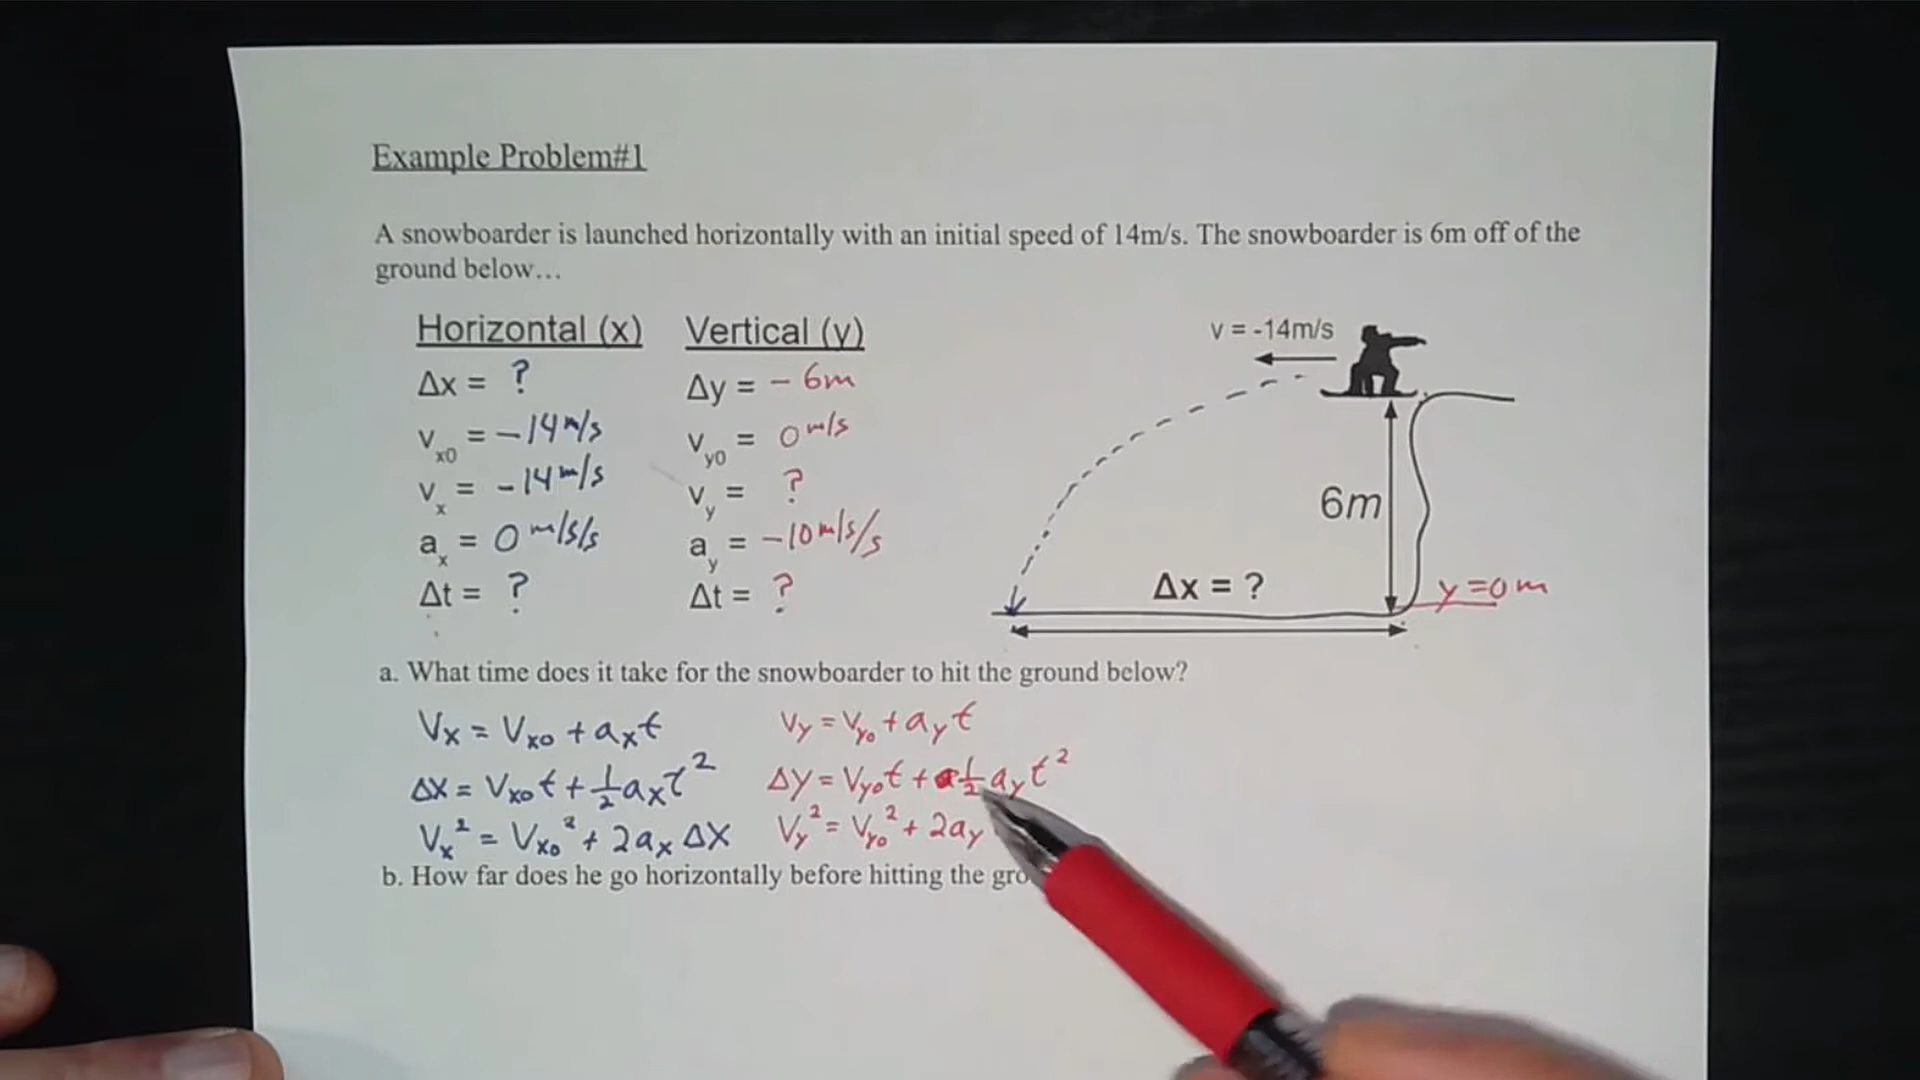 Example Problem#1
A snowboarder is launched horizontally with an initial speed of 14m/s. The snowboarder is 6m off of the
ground below…
Horizontal (x)
Δx = ?
vx0 = -14m/s
vx = -14m/s
ax = 0 m/s/s
Δt = ?
Vertical (y)
Δy = - 6m
vy0 = 0 m/s
vy = ?
ay = -10m/s/s
Δt = ?
v = -14m/s
6m
Δx = ?
y = 0 m
a. What time does it take for the snowboarder to hit the ground below?
Vx = Vx0 + axt
Δx = Vx0t + ½axt²
Vx² = Vx0² + 2axΔX
Vy = Vy0 + ayt
Δy = Vy0t + ½ayt²
Vy² = Vy0² + 2ay
b. How far does he go horizontally before hitting the